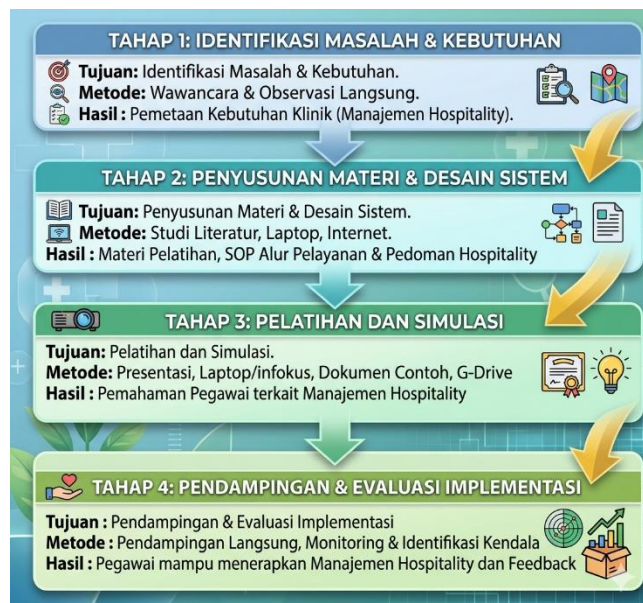 TAHAP 1: IDENTIFIKASI MASALAH & KEBUTUHAN
Tujuan: Identifikasi Masalah & Kebutuhan.
Metode: Wawancara & Observasi Langsung.
Hasil : Pemetaan Kebutuhan Klinik (Manajemen Hospitality).
TAHAP 2: PENYUSUNAN MATERI & DESAIN SISTEM
Tujuan: Penyusunan Materi & Desain Sistem.
Metode: Studi Literatur, Laptop, Internet.
Hasil : Materi Pelatihan, SOP Alur Pelayanan & Pedoman Hospitality
TAHAP 3: PELATIHAN DAN SIMULASI
Tujuan: Pelatihan dan Simulasi.
Metode: Presentasi, Laptop/infokus, Dokumen Contoh, G-Drive
Hasil : Pemahaman Pegawai terkait Manajemen Hospitality
TAHAP 4: PENDAMPINGAN & EVALUASI IMPLEMENTASI
Tujuan : Pendampingan & Evaluasi Implementasi
Metode : Pendampingan Langsung, Monitoring & Identifikasi Kendala
Hasil : Pegawai mampu menerapkan Manajemen Hospitality dan Feedback